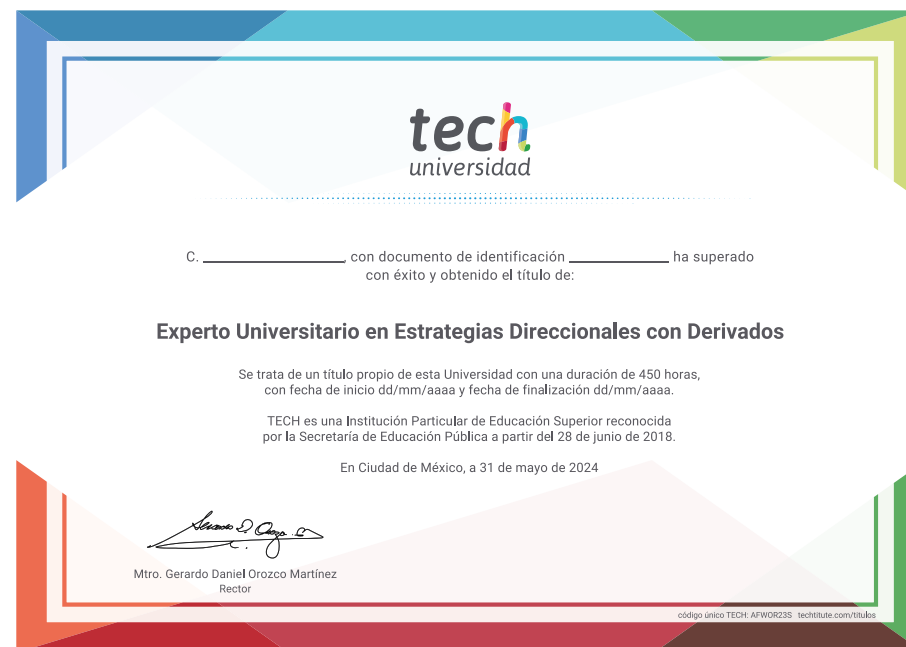 tech
universidad
C. ____________, con documento de identificación ____________ ha superado
con éxito y obtenido el título de:
Experto Universitario en Estrategias Direccionales con Derivados
Se trata de un título propio de esta Universidad con una duración de 450 horas,
con fecha de inicio dd/mm/aaaa y fecha de finalización dd/mm/aaaa.
TECH es una Institución Particular de Educación Superior reconocida
por la Secretaría de Educación Pública a partir del 28 de junio de 2018.
En Ciudad de México, a 31 de mayo de 2024
Mtro. Gerardo Daniel Orozco Martínez
Rector
código único TECH: AFWOR23S techtitute.com/titulos